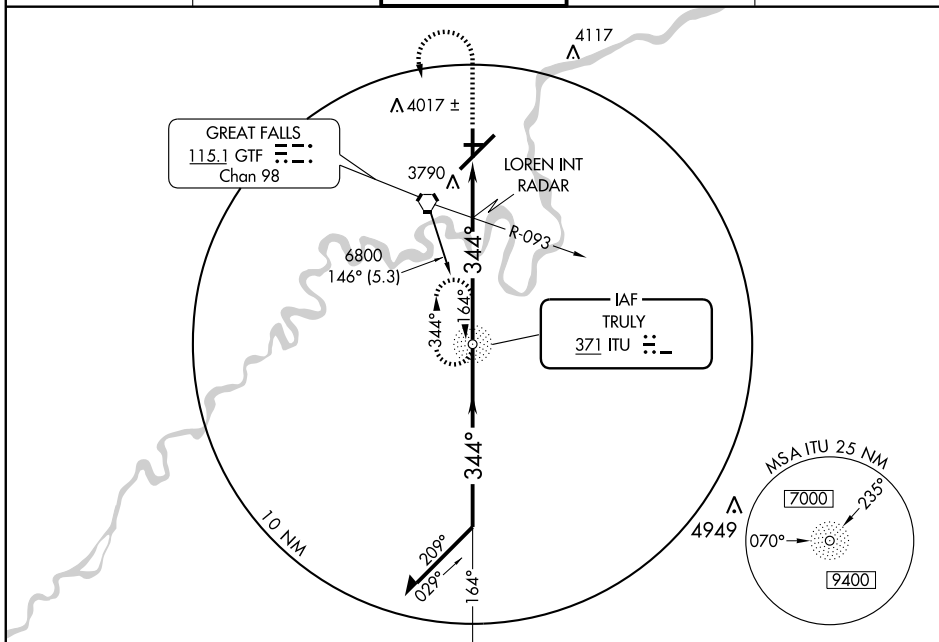 4117
4017 ±
GREAT FALLS
115.1 GTF
Chan 98
3790
LOREN INT
RADAR
R-093
6800
146° (5.3)
344°
344°
164°
IAF
TRULY
371 ITU
344°
10 NM
209°
029°
164°
4949
MSA ITU 25 NM
7000
235°
070°
9400